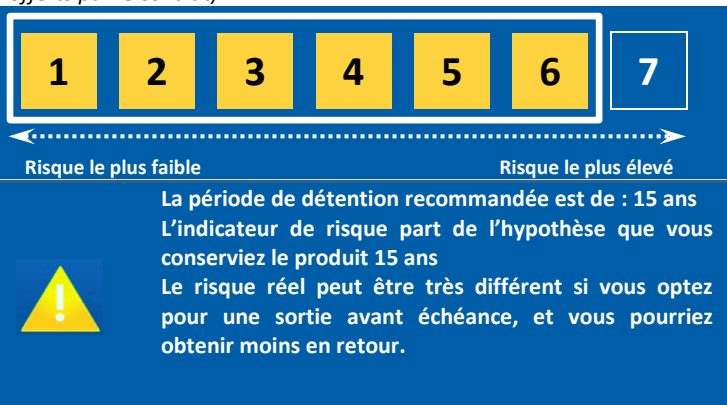 1 2 3 4 5 6 7
Risque le plus faible Risque le plus élevé
La période de détention recommandée est de : 15 ans
L’indicateur de risque part de l’hypothèse que vous
conserviez le produit 15 ans
Le risque réel peut être très différent si vous optez
pour une sortie avant échéance, et vous pourriez
obtenir moins en retour.